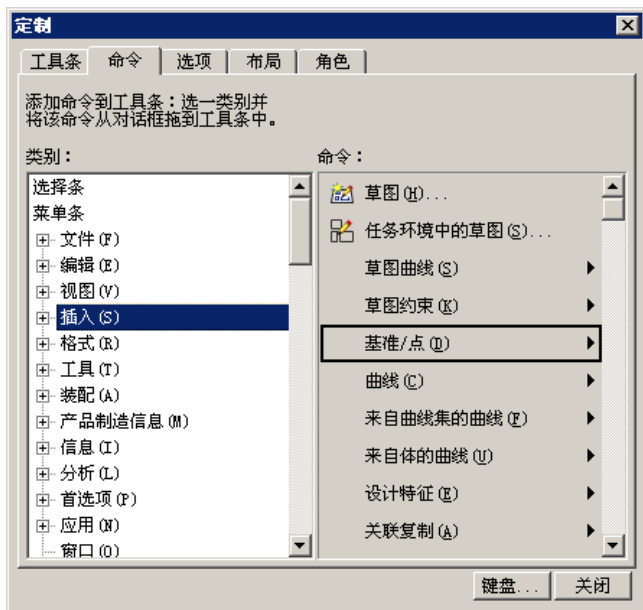 定制
工具条 命令 选项 布局 角色
添加命令到工具条：选一类别并
将该命令从对话框拖到工具条中。
类别：
选择条
菜单条
文件(F)
编辑(E)
视图(V)
插入(S)
格式(R)
工具(T)
装配(A)
产品制造信息(M)
信息(I)
分析(L)
首选项(P)
应用(N)
窗口(O)
命令：
草图(H)...
任务环境中的草图(S)...
草图曲线(S)
草图约束(K)
基准/点(D)
曲线(C)
来自曲线集的曲线(F)
来自体的曲线(U)
设计特征(E)
关联复制(A)
键盘... 关闭